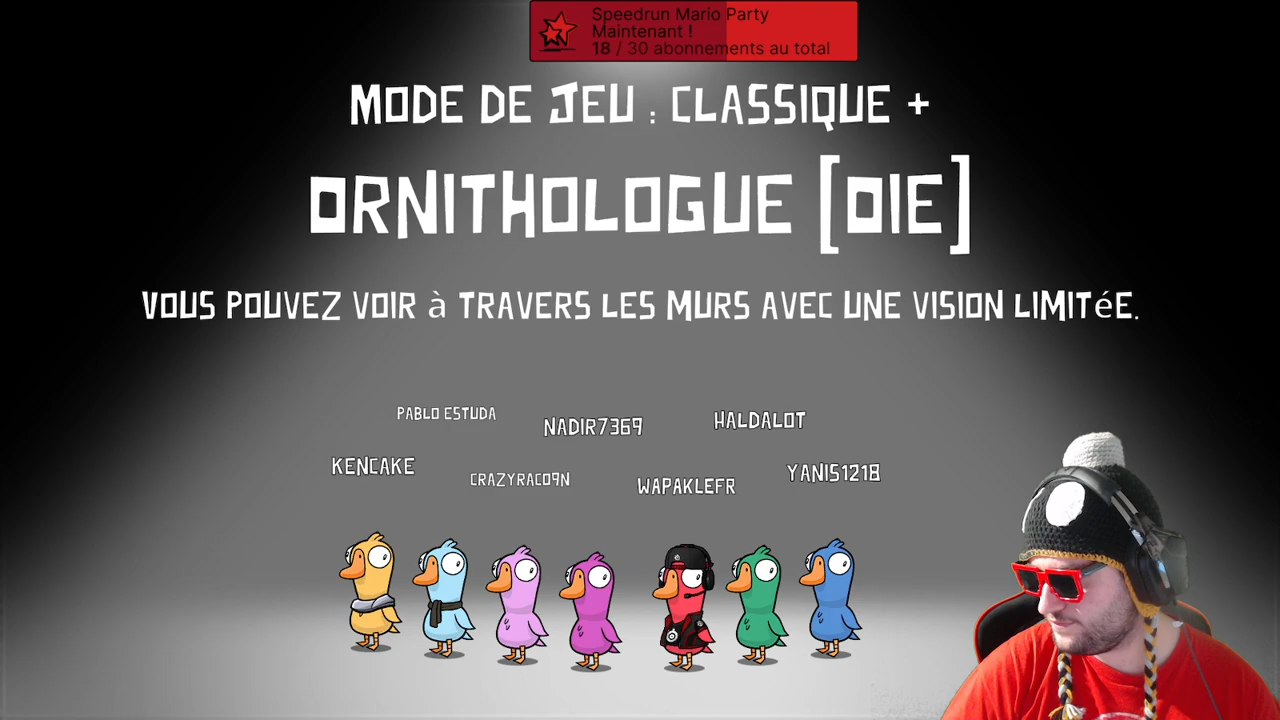 Speedrun Mario Party
Maintenant !
18 / 30 abonnements au total
MODE DE JEU : CLASSIQUE +
ORNITHOLOGUE [OIE]
VOUS POUVEZ VOIR à TRAVERS LES MURS AVEC UNE VISION LIMITéE.
PABLO ESTUDA
NADIR7369
HALDALOT
KENCAKE
CRAZYRACO9N
WAPAKLEFR
YANIS1218